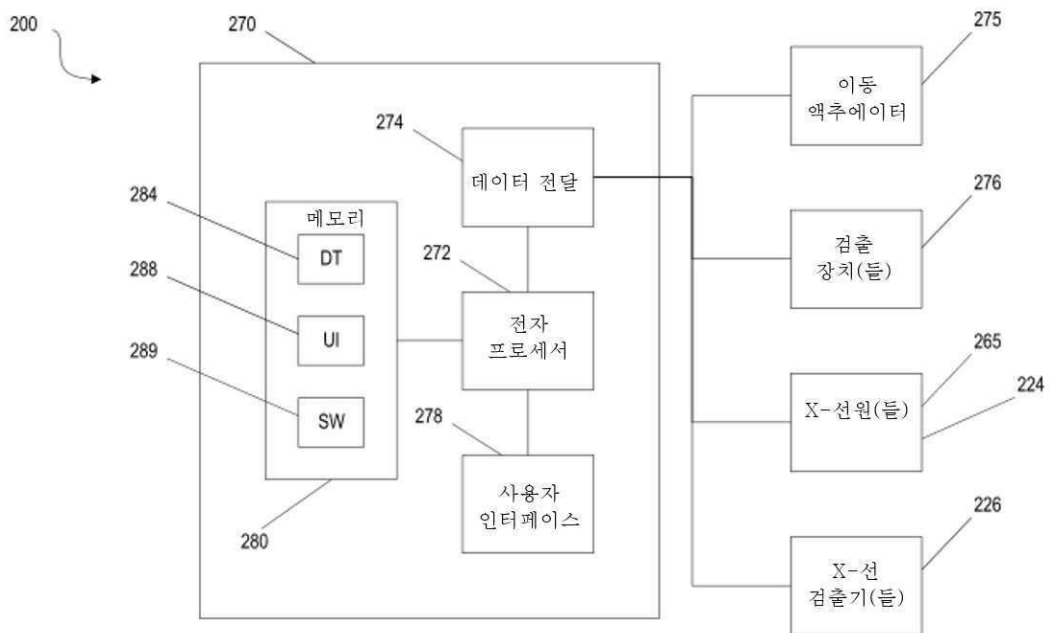 200
270
275
이동
액추에이터
274
데이터 전달
284
메모리
DT
276
검출
장치(들)
288
UI
272
전자
프로세서
289
SW
265
X-선원(들)
224
278
사용자
인터페이스
280
226
X-선
검출기(들)